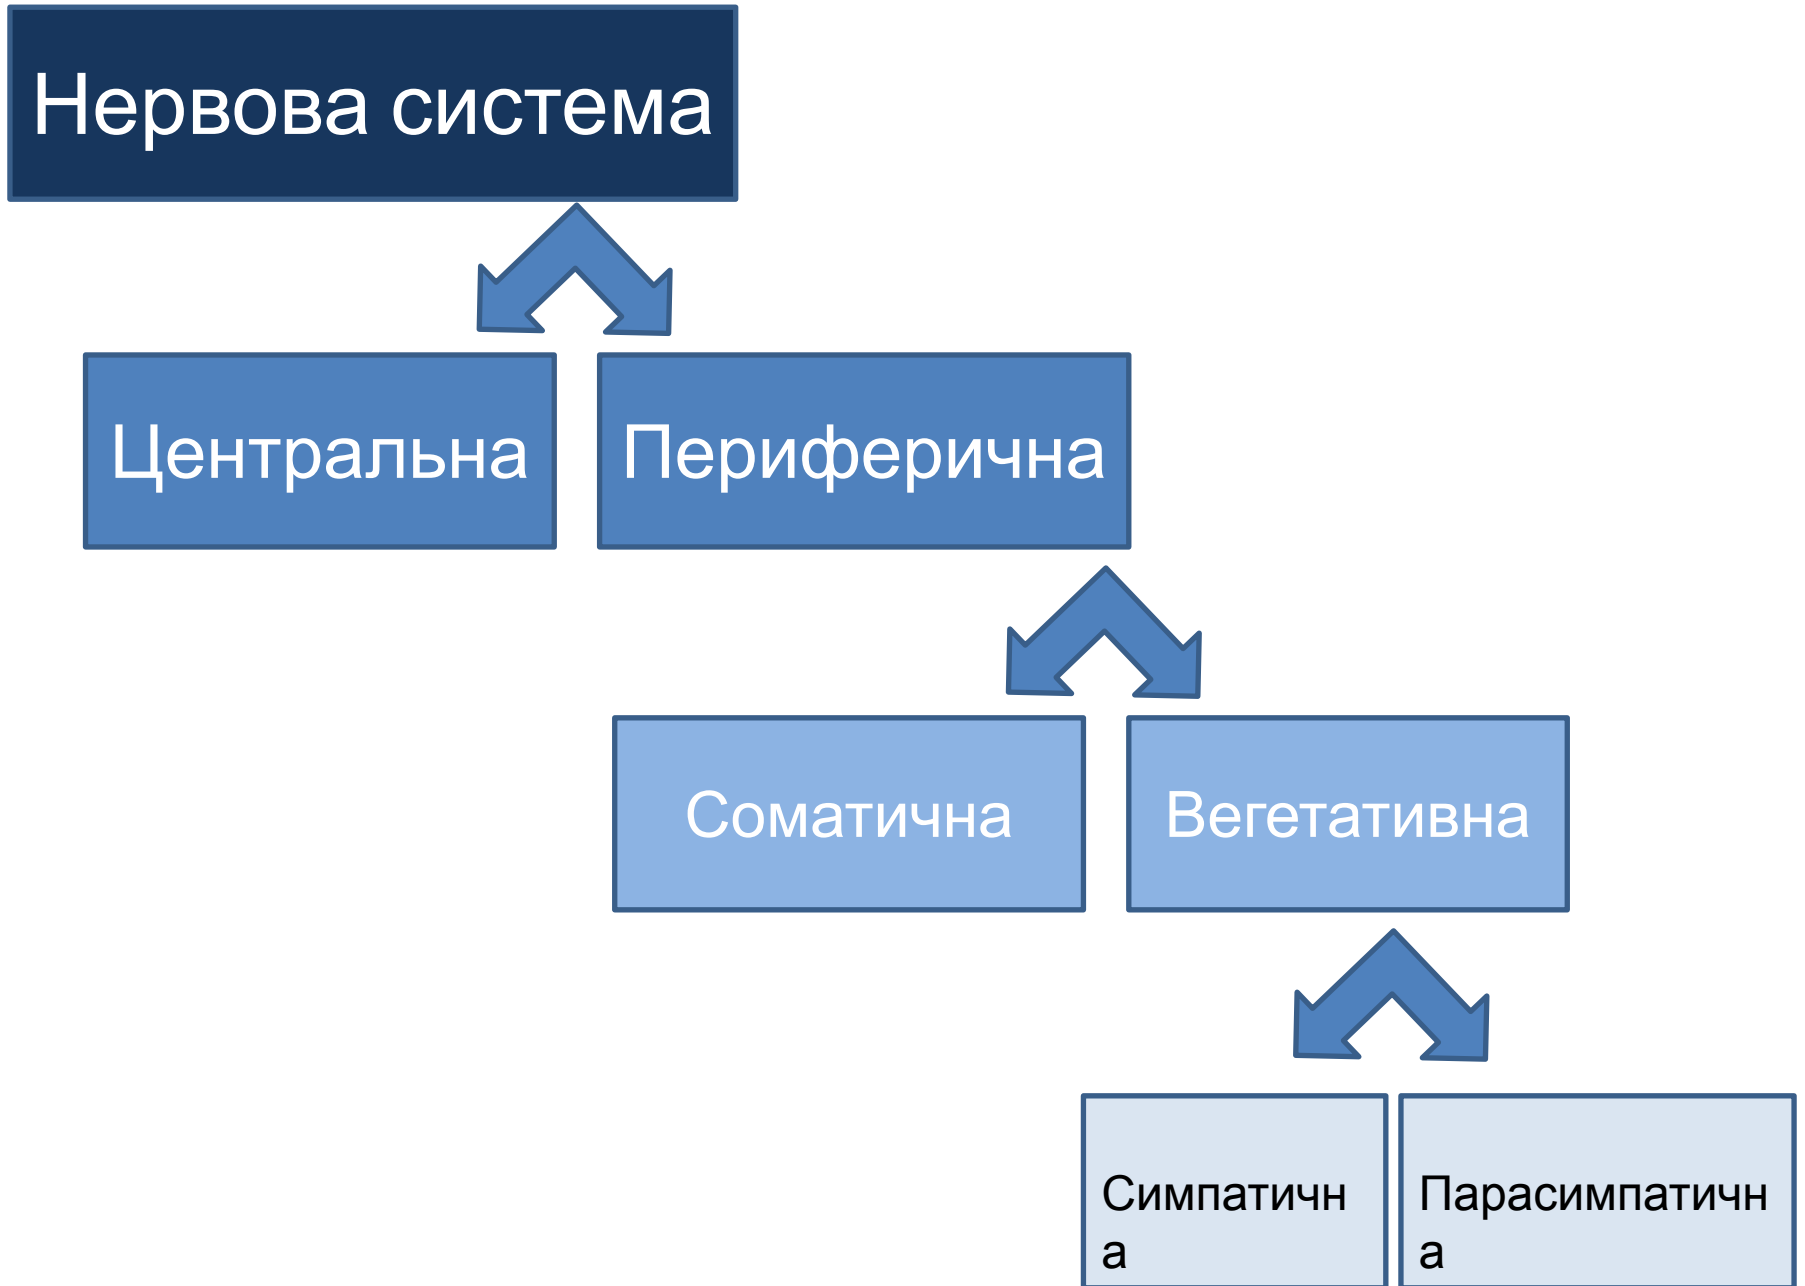 Нервова система
Центральна
Периферична
Соматична
Вегетативна
Симпатичн
а
Парасимпатичн
а